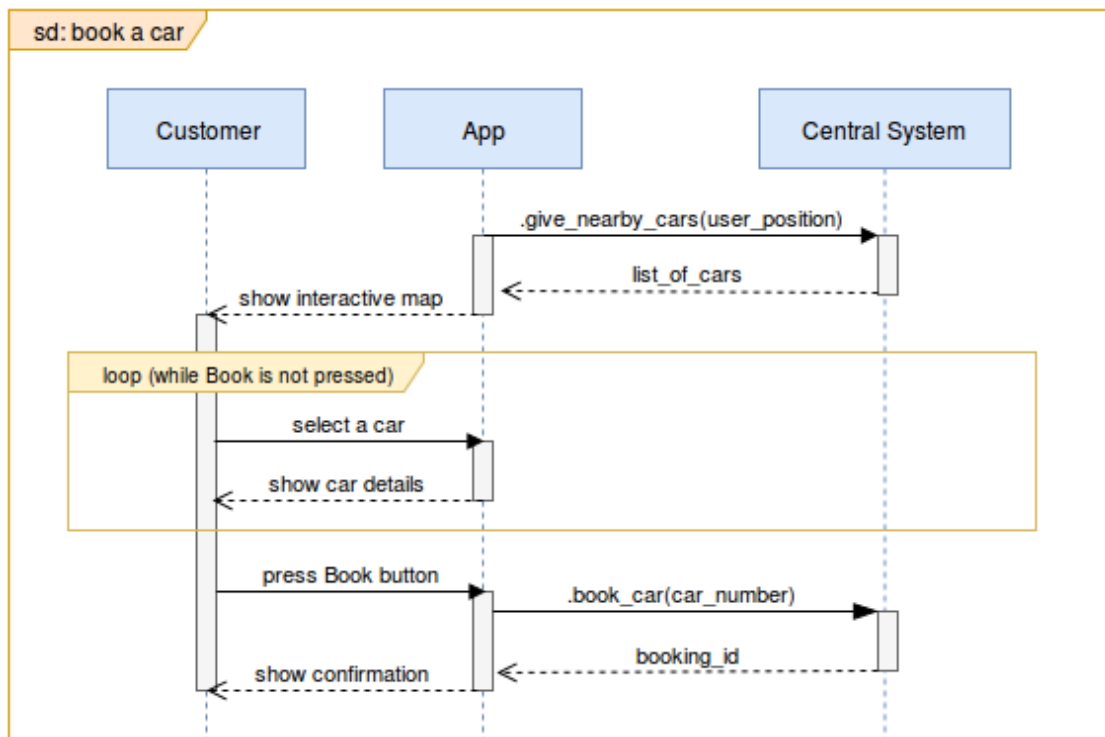 sd: book a car
Customer
App
Central System
.give_nearby_cars(user_position)
list_of_cars
show interactive map
loop (while Book is not pressed)
select a car
show car details
press Book button
.book_car(car_number)
booking_id
show confirmation